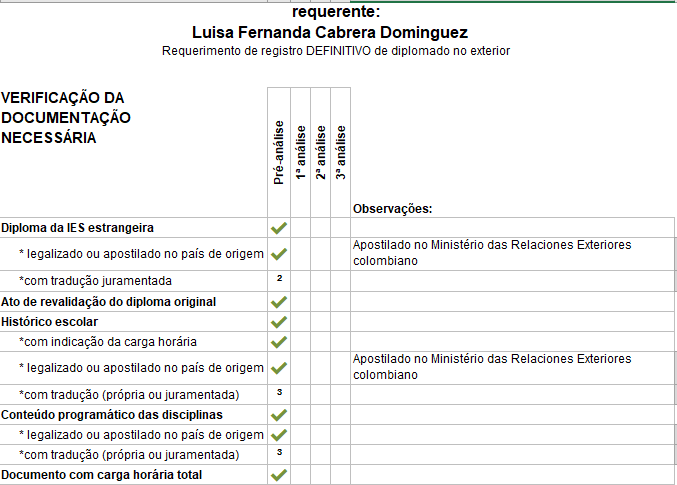 requerente:
Luisa Fernanda Cabrera Dominguez
Requerimento de registro DEFINITIVO de diplomado no exterior
VERIFICAÇÃO DA
DOCUMENTAÇÃO
NECESSÁRIA
Pré-análise
1ª análise
2ª análise
3ª análise
Observações:
Diploma da IES estrangeira
* legalizado ou apostilado no país de origem
Apostilado no Ministério das Relaciones Exteriores
colombiano
*com tradução juramentada 2
Ato de revalidação do diploma original
Histórico escolar
*com indicação da carga horária
* legalizado ou apostilado no país de origem
Apostilado no Ministério das Relaciones Exteriores
colombiano
*com tradução (própria ou juramentada) 3
Conteúdo programático das disciplinas
* legalizado ou apostilado no país de origem
*com tradução (própria ou juramentada) 3
Documento com carga horária total